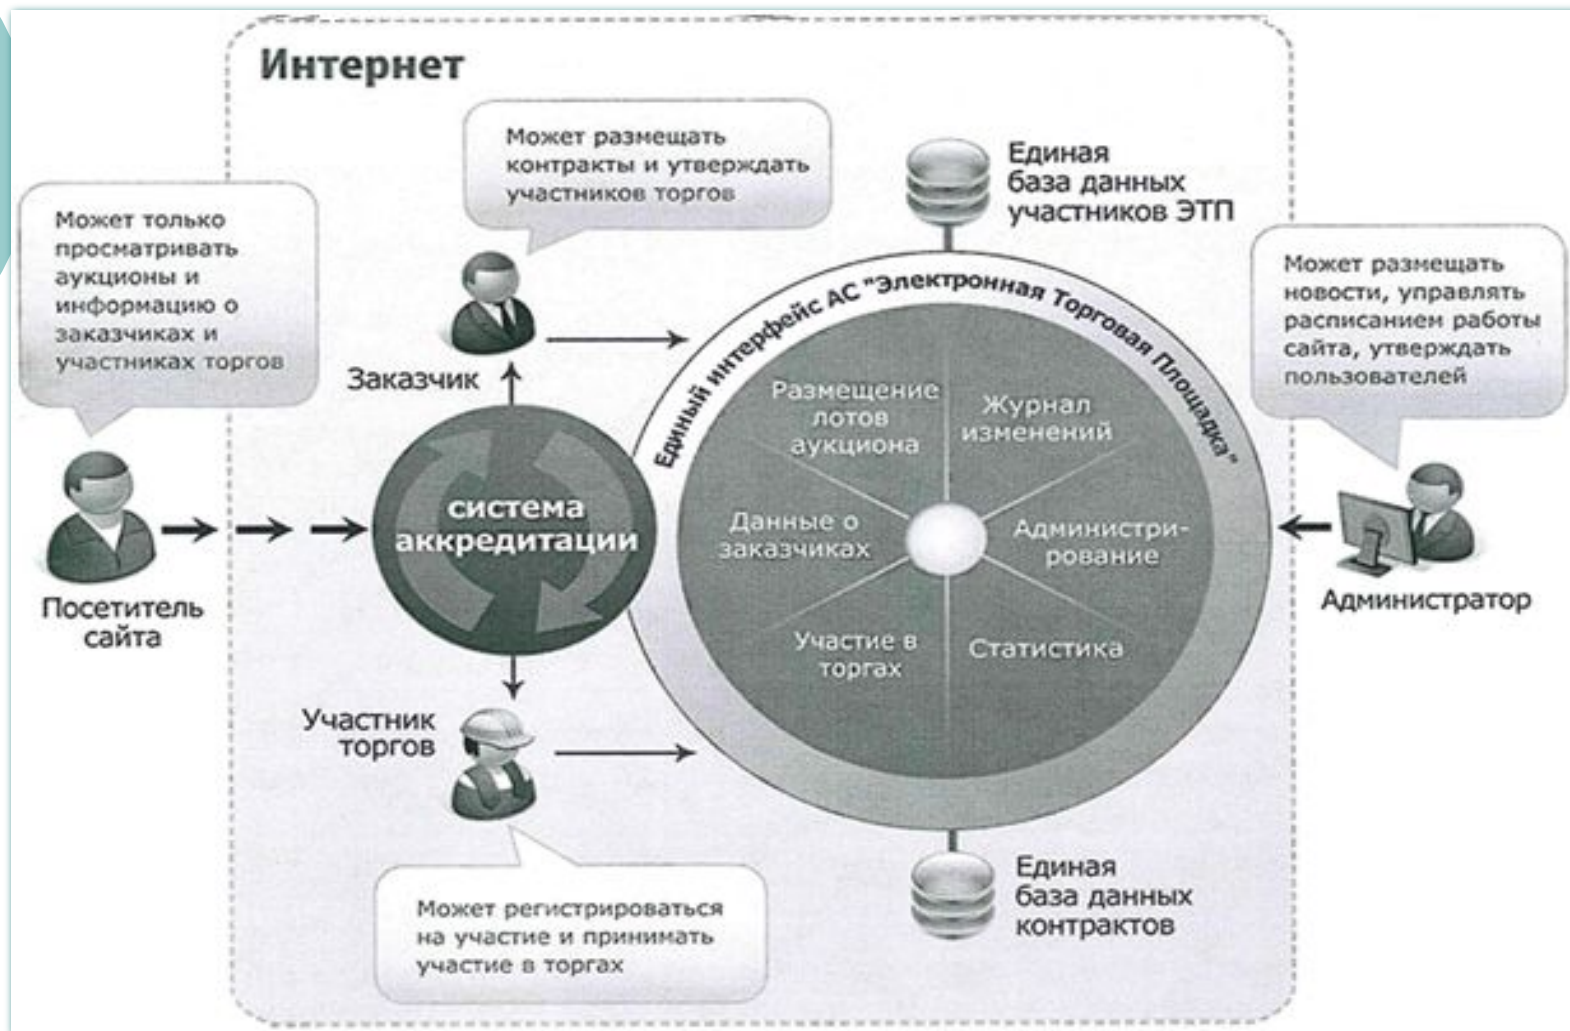 Интернет
Может размещать
контракты и утверждать
участников торгов
Единая
база данных
участников ЭТП
Может только
просматривать
аукционы и
информацию о
заказчиках и
участниках торгов
Может размещать
новости, управлять
расписанием работы
сайта, утверждать
пользователей
Заказчик
Единый интерфейс АС "Электронная Торговая Площадка"
Размещение
лотов
аукциона
Журнал
изменений
система
аккредитации
Данные о
заказчиках
Администри-
рование
Посетитель
сайта
Администратор
Участие в
торгах
Статистика
Участник
торгов
Может регистрироваться
на участие и принимать
участие в торгах
Единая
база данных
контрактов